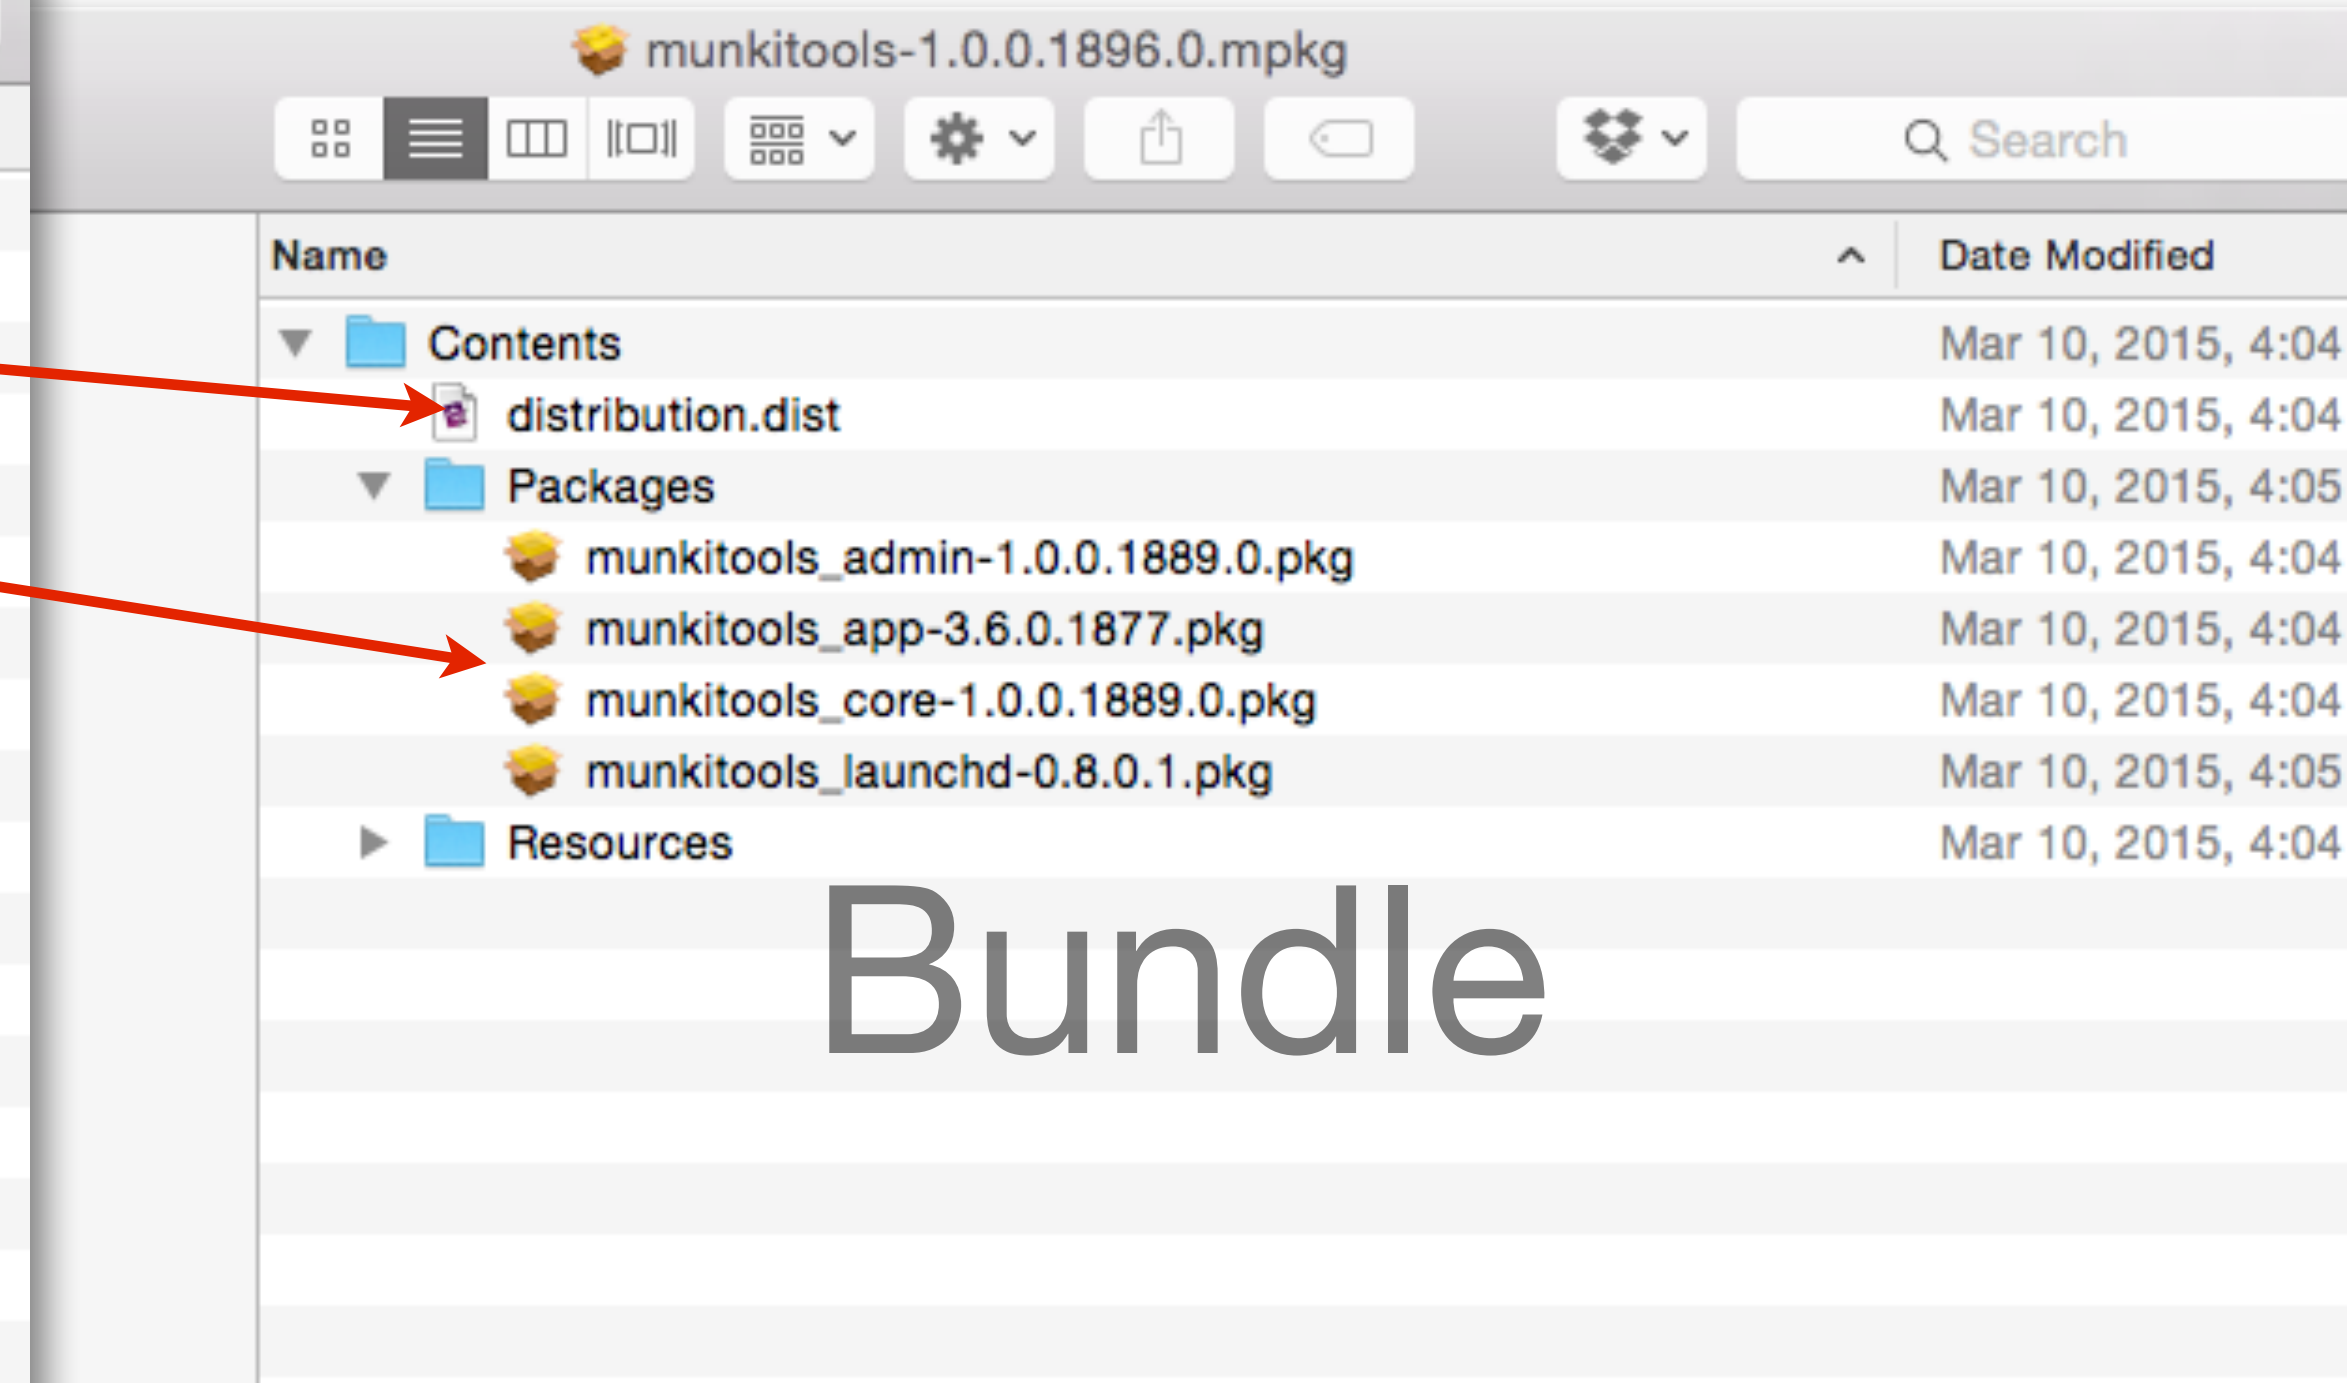 munkitools-1.0.0.1896.0.mpkg
Search
Name Date Modified
Contents Mar 10, 2015, 4:04
distribution.dist Mar 10, 2015, 4:04
Packages Mar 10, 2015, 4:05
munkitools_admin-1.0.0.1889.0.pkg Mar 10, 2015, 4:04
munkitools_app-3.6.0.1877.pkg Mar 10, 2015, 4:04
munkitools_core-1.0.0.1889.0.pkg Mar 10, 2015, 4:04
munkitools_launchd-0.8.0.1.pkg Mar 10, 2015, 4:05
Resources Mar 10, 2015, 4:04
Bundle